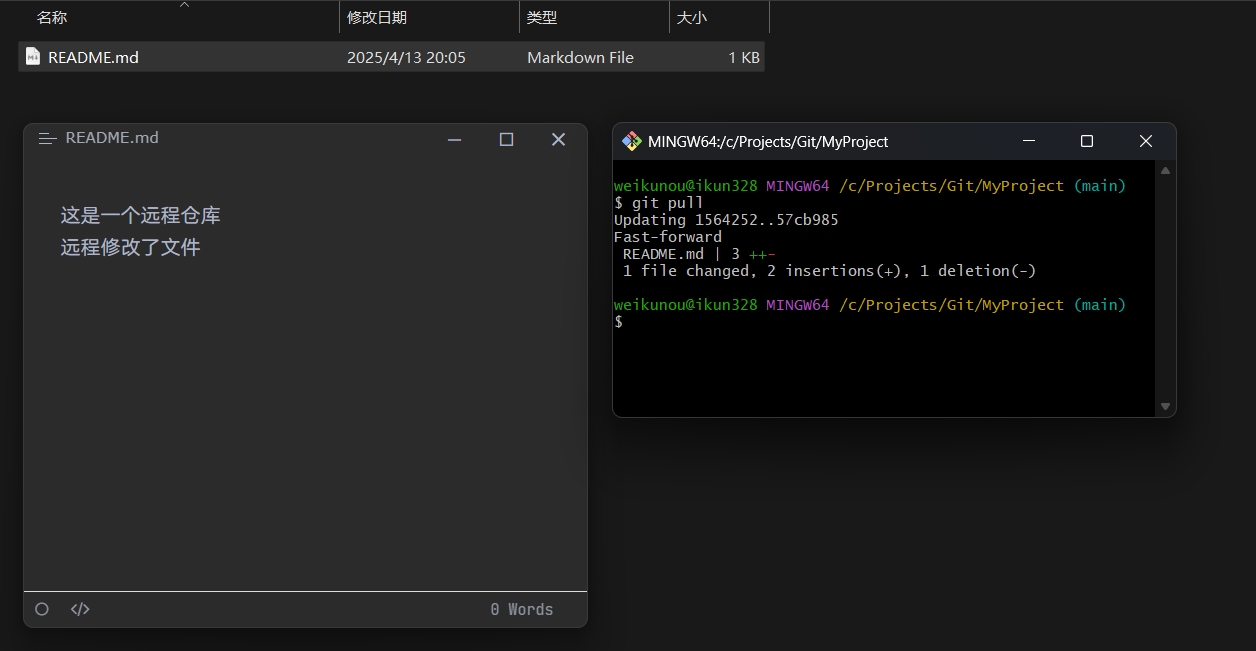 名称 修改日期 类型 大小
README.md 2025/4/13 20:05 Markdown File 1 KB
README.md
这是一个远程仓库
远程修改了文件
0 Words
MINGW64:/c/Projects/Git/MyProject
weikunou@ikun328 MINGW64 /c/Projects/Git/MyProject (main)
$ git pull
Updating 1564252..57cb985
Fast-forward
README.md | 3 ++-
1 file changed, 2 insertions(+), 1 deletion(-)
weikunou@ikun328 MINGW64 /c/Projects/Git/MyProject (main)
$